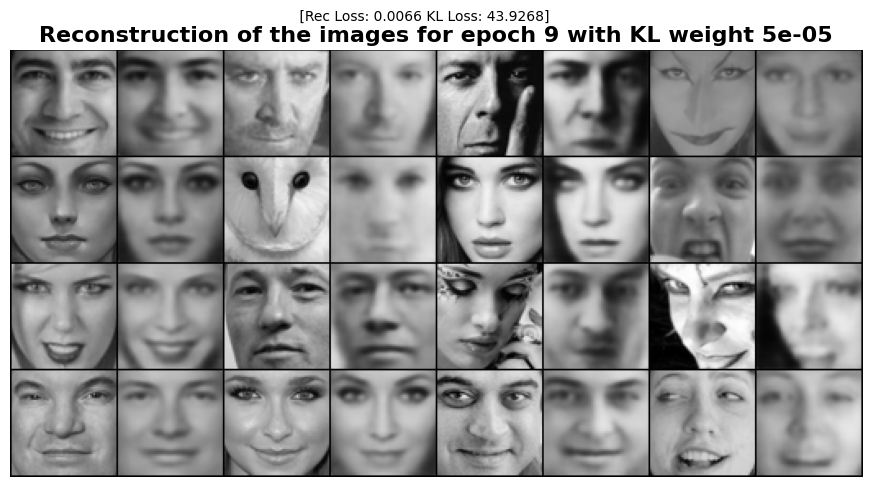 [Rec Loss: 0.0066 KL Loss: 43.9268]
Reconstruction of the images for epoch 9 with KL weight 5e-05